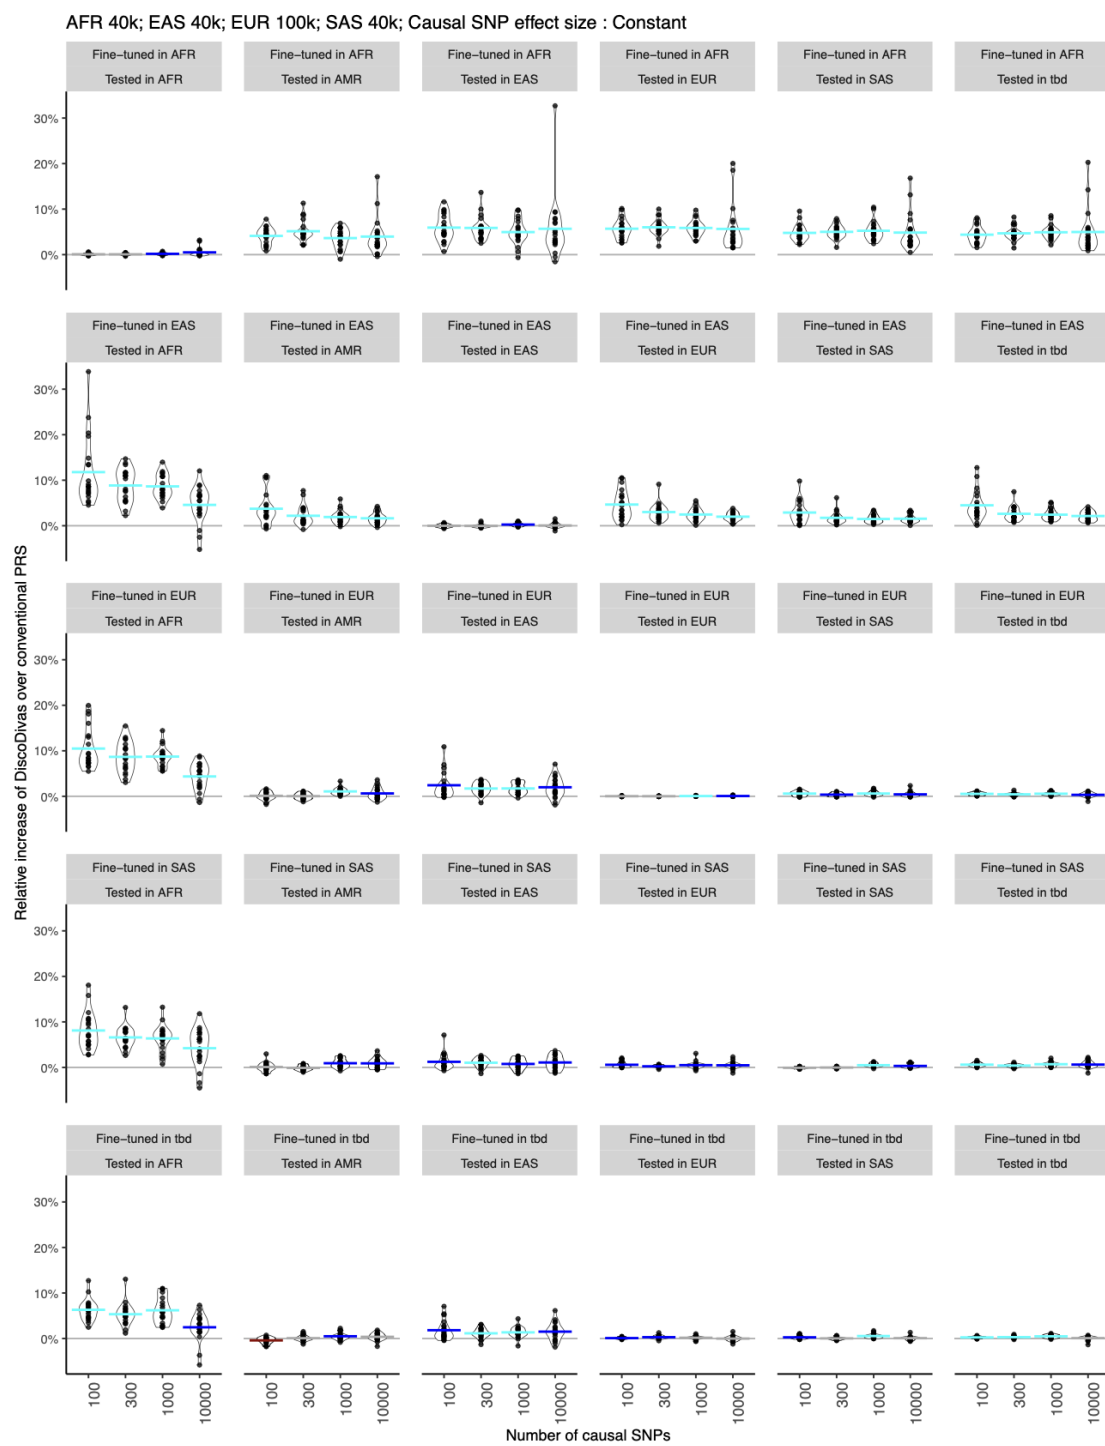 AFR 40k; EAS 40k; EUR 100k; SAS 40k; Causal SNP effect size : Constant
Fine−tuned in AFR Fine−tuned in AFR Fine−tuned in AFR Fine−tuned in AFR Fine−tuned in AFR Fine−tuned in AFR
Tested in AFR Tested in AMR Tested in EAS Tested in EUR Tested in SAS Tested in tbd
30%
20%
10%
0%
Fine−tuned in EAS Fine−tuned in EAS Fine−tuned in EAS Fine−tuned in EAS Fine−tuned in EAS Fine−tuned in EAS
Tested in AFR Tested in AMR Tested in EAS Tested in EUR Tested in SAS Tested in tbd
30%
20%
10%
0%
Relative increase of DiscoDivas over conventional PRS
Fine−tuned in EUR Fine−tuned in EUR Fine−tuned in EUR Fine−tuned in EUR Fine−tuned in EUR Fine−tuned in EUR
Tested in AFR Tested in AMR Tested in EAS Tested in EUR Tested in SAS Tested in tbd
30%
20%
10%
0%
Fine−tuned in SAS Fine−tuned in SAS Fine−tuned in SAS Fine−tuned in SAS Fine−tuned in SAS Fine−tuned in SAS
Tested in AFR Tested in AMR Tested in EAS Tested in EUR Tested in SAS Tested in tbd
30%
20%
10%
0%
Fine−tuned in tbd Fine−tuned in tbd Fine−tuned in tbd Fine−tuned in tbd Fine−tuned in tbd Fine−tuned in tbd
Tested in AFR Tested in AMR Tested in EAS Tested in EUR Tested in SAS Tested in tbd
30%
20%
10%
0%
100 300 1000 10000 100 300 1000 10000 100 300 1000 10000 100 300 1000 10000 100 300 1000 10000 100 300 1000 10000
Number of causal SNPs